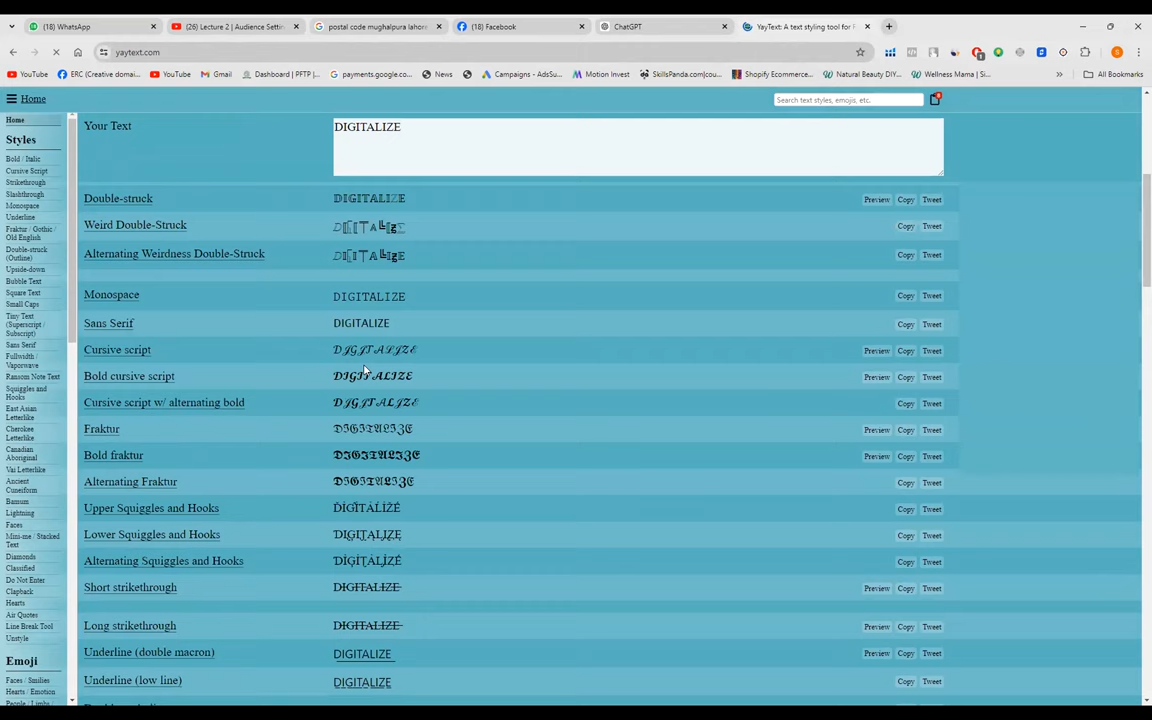 (18) WhatsApp
(26) Lecture 2 | Audience Settin
postal code mughalpura lahore
(18) Facebook
ChatGPT
YayText: A text styling tool for F
yaytext.com
YouTube
ERC (Creative domai...
YouTube
Gmail
Dashboard | PFTP |...
payments.google.co...
News
Campaigns - AdsSu...
Motion Invest
SkillsPanda.com|cou...
Shopify Ecommerce...
Natural Beauty DIY...
Wellness Mama | Si...
All Bookmarks
Home
Search text styles, emojis, etc.
Home
Styles
Bold / Italic
Cursive Script
Strikethrough
Slashthrough
Monospace
Underline
Fraktur / Gothic /
Old English
Double-struck
(Outline)
Upside-down
Bubble Text
Square Text
Small Caps
Tiny Text
(Superscript /
Subscript)
Sans Serif
Fullwidth /
Vaporwave
Ransom Note Text
Squiggles and
Hooks
East Asian
Letterlike
Cherokee
Letterlike
Canadian
Aboriginal
Vai Letterlike
Ancient
Cuneiform
Bamum
Lightning
Faces
Mini-me / Stacked
Text
Diamonds
Classified
Do Not Enter
Clapback
Hearts
Air Quotes
Line Break Tool
Unstyle
Emoji
Faces / Smilies
Hearts / Emotion
Your Text
DIGITALIZE
Double-struck 𝔻𝕀𝔾𝕀𝕋𝔸𝕃𝕀ℤ𝔼 Preview Copy Tweet
Weird Double-Struck Copy Tweet
Alternating Weirdness Double-Struck Copy Tweet
Monospace 𝙳𝙸𝙶𝙸𝚃𝙰𝙻𝙸𝚉𝙴 Copy Tweet
Sans Serif 𝖣𝖨𝖦𝖨𝖳𝖠𝖫𝖨𝖹𝖤 Copy Tweet
Cursive script 𝒟𝐼𝒢𝐼𝒯𝒜𝐿𝐼𝒵𝐸 Preview Copy Tweet
Bold cursive script 𝓓𝓘𝓖𝓘𝓣𝓐𝓛𝓘𝓩𝓔 Preview Copy Tweet
Cursive script w/ alternating bold 𝓓𝐼𝓖𝐼𝓣𝒜𝓛𝐼𝓩𝐸 Copy Tweet
Fraktur 𝔇ℑ𝔊ℑ𝔗𝔄𝔏ℑℨ𝔈 Preview Copy Tweet
Bold fraktur 𝕯𝕴𝕲𝕴𝕿𝕬𝕷𝕴𝖅𝕰 Preview Copy Tweet
Alternating Fraktur 𝕯ℑ𝕲ℑ𝕿𝔄𝕷ℑ𝖅𝔈 Copy Tweet
Upper Squiggles and Hooks Copy Tweet
Lower Squiggles and Hooks Copy Tweet
Alternating Squiggles and Hooks Copy Tweet
Short strikethrough D̵I̵G̵I̵T̵A̵L̵I̵Z̵E̵ Preview Copy Tweet
Long strikethrough D̶I̶G̶I̶T̶A̶L̶I̶Z̶E̶ Preview Copy Tweet
Underline (double macron) DIGITALIZE Preview Copy Tweet
Underline (low line) D̲I̲G̲I̲T̲A̲L̲I̲Z̲E̲ Copy Tweet